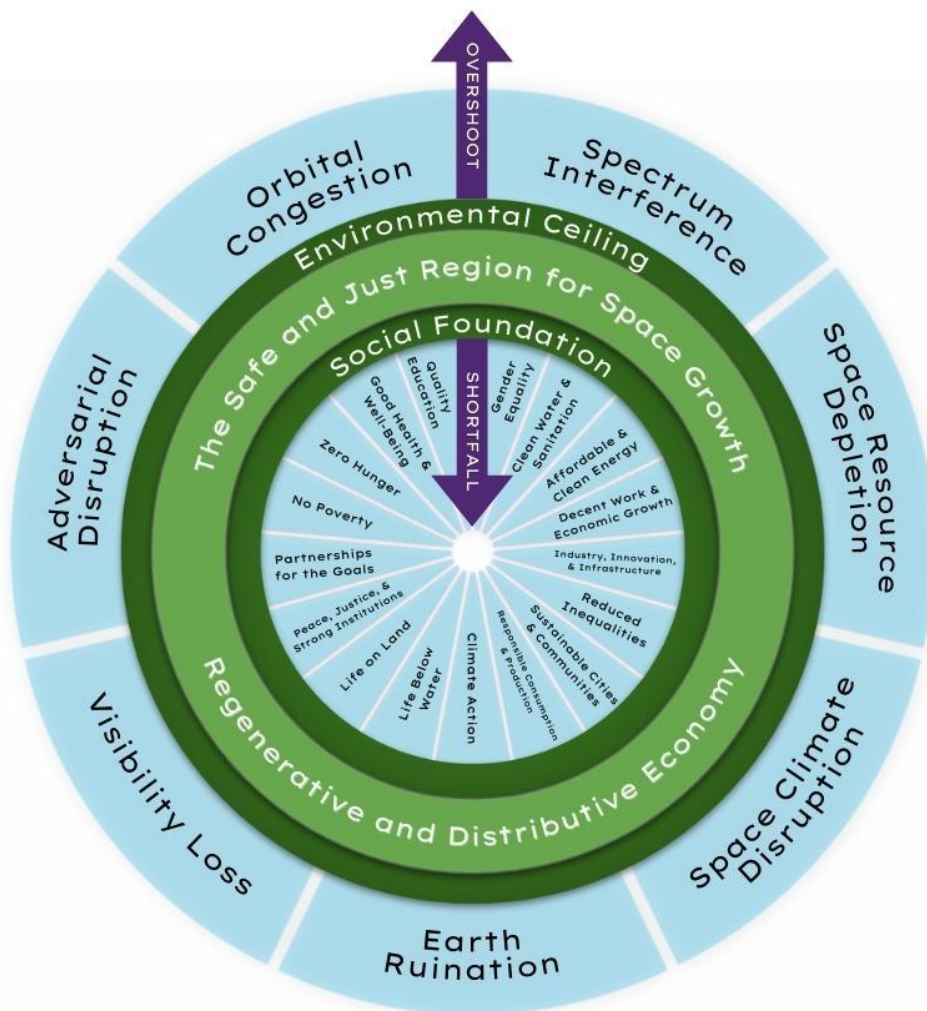 OVERSHOOT
Orbital
Congestion
Spectrum
Interference
Space Resource
Depletion
Space Climate
Disruption
Earth
Ruination
Visibility Loss
Adversarial
Disruption
Environmental Ceiling
The Safe and Just Region for Space Growth
Regenerative and Distributive Economy
Social Foundation
SHORTFALL
Gender
Equality
Clean Water &
Sanitation
Affordable &
Clean Energy
Decent Work &
Economic Growth
Industry, Innovation,
& Infrastructure
Reduced
Inequalities
Sustainable Cities
& Communities
Responsible Consumption
& Production
Climate Action
Life Below
Water
Life on Land
Peace, Justice, &
Strong Institutions
Partnerships
for the Goals
No Poverty
Zero Hunger
Good Health &
Well-Being
Quality
Education